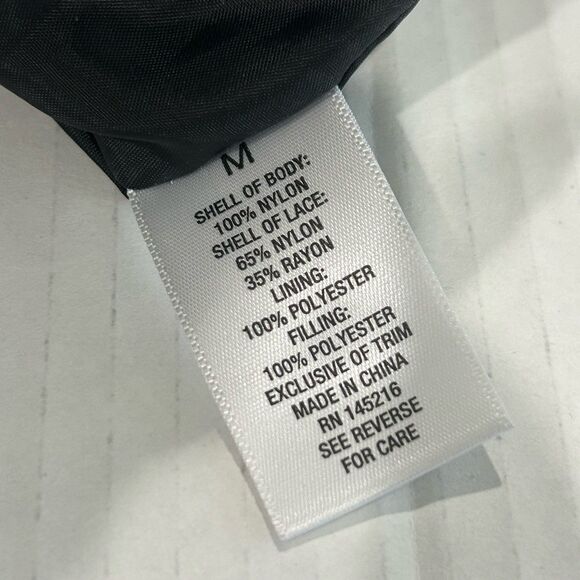 M
SHELL OF BODY:
100% NYLON
SHELL OF LACE:
65% NYLON
35% RAYON
LINING:
100% POLYESTER
FILLING:
100% POLYESTER
EXCLUSIVE OF TRIM
MADE IN CHINA
RN 145216
SEE REVERSE
FOR CARE